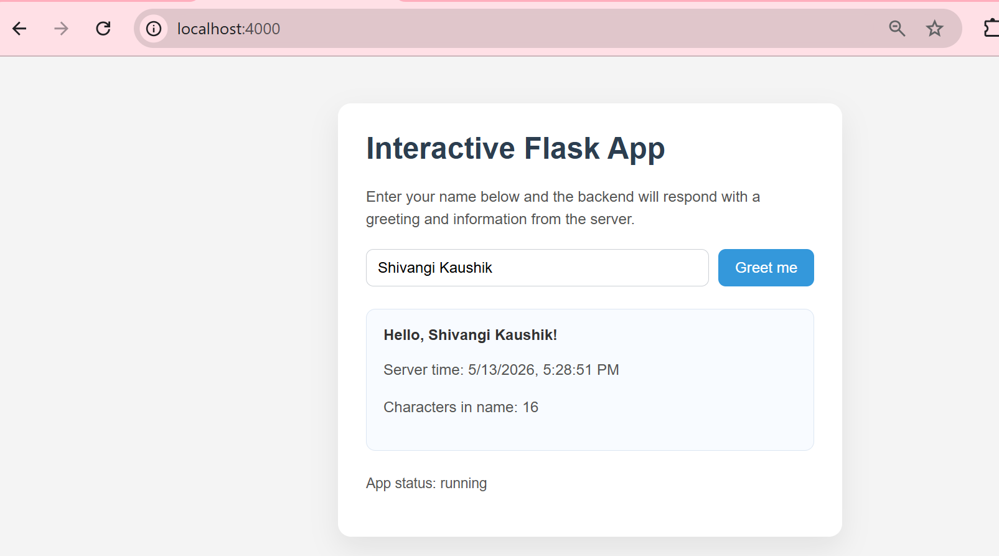 localhost:4000
Interactive Flask App
Enter your name below and the backend will respond with a
greeting and information from the server.
Shivangi Kaushik
Greet me
Hello, Shivangi Kaushik!
Server time: 5/13/2026, 5:28:51 PM
Characters in name: 16
App status: running